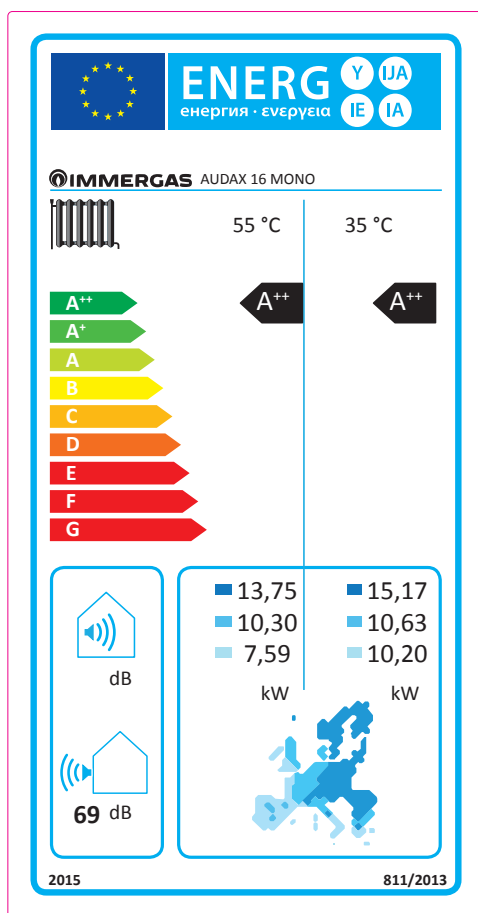 ENERG Y IJA
енергия · ενεργεια IE IA
IMMERGAS AUDAX 16 MONO
55 °C 35 °C
A++ A++ A++
A+
A
B
C
D
E
F
G
13,75 15,17
10,30 10,63
7,59 10,20
dB kW kW
69 dB
2015 811/2013